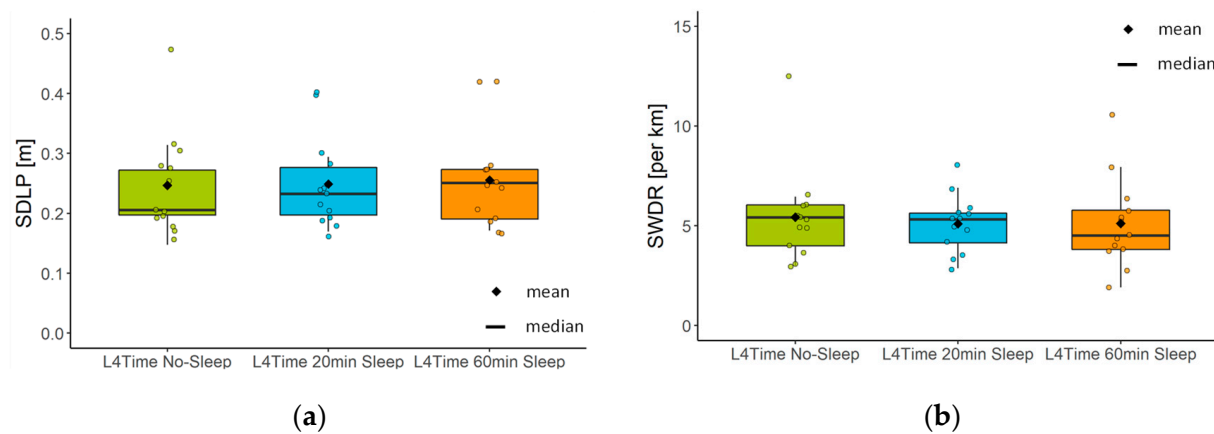 SDLP [m]
0.5
0.4
0.3
0.2
0.1
0.0
mean
median
L4Time No-Sleep L4Time 20min Sleep L4Time 60min Sleep
(a)
SWDR [per km]
15
10
5
0
mean
median
L4Time No-Sleep L4Time 20min Sleep L4Time 60min Sleep
(b)